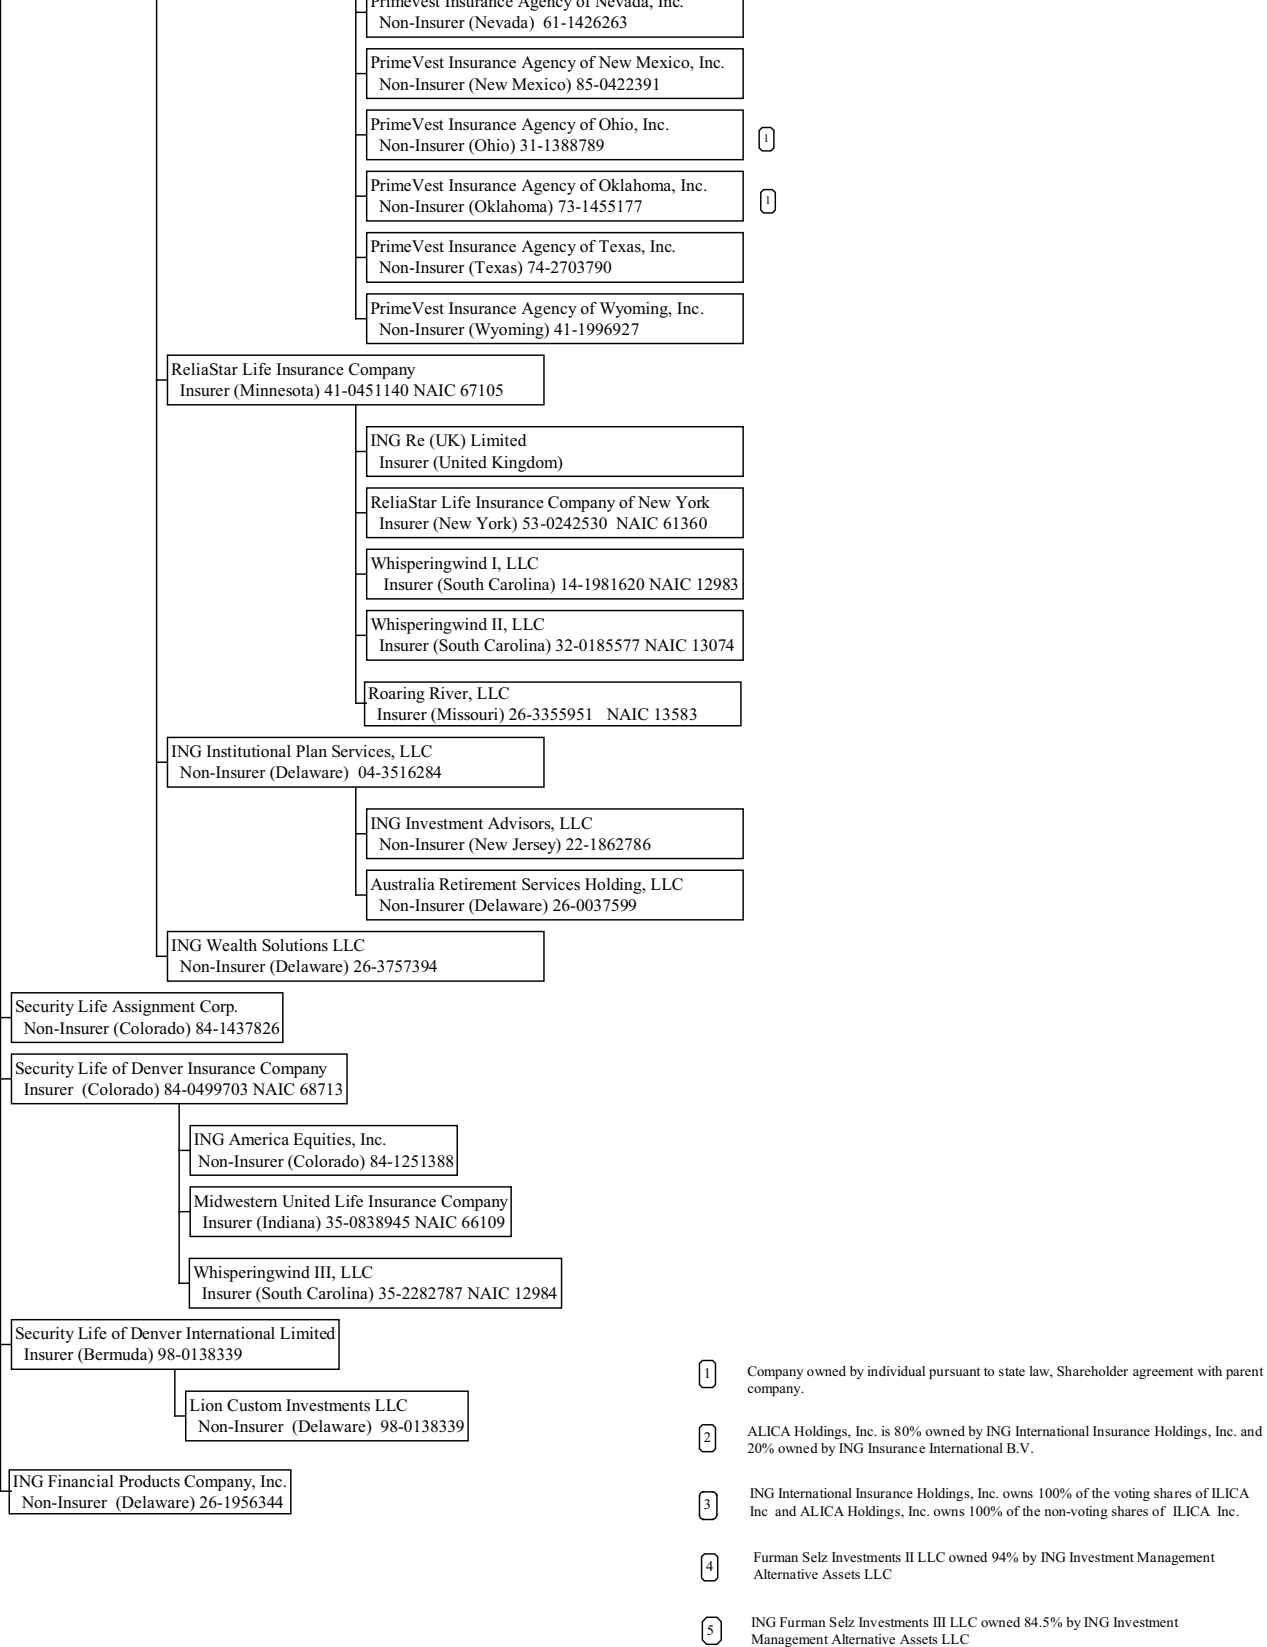 Primevest Insurance Agency of Nevada, Inc.
Non-Insurer (Nevada) 61-1426263
PrimeVest Insurance Agency of New Mexico, Inc.
Non-Insurer (New Mexico) 85-0422391
PrimeVest Insurance Agency of Ohio, Inc.
Non-Insurer (Ohio) 31-1388789
1
PrimeVest Insurance Agency of Oklahoma, Inc.
Non-Insurer (Oklahoma) 73-1455177
1
PrimeVest Insurance Agency of Texas, Inc.
Non-Insurer (Texas) 74-2703790
PrimeVest Insurance Agency of Wyoming, Inc.
Non-Insurer (Wyoming) 41-1996927
ReliaStar Life Insurance Company
Insurer (Minnesota) 41-0451140 NAIC 67105
ING Re (UK) Limited
Insurer (United Kingdom)
ReliaStar Life Insurance Company of New York
Insurer (New York) 53-0242530 NAIC 61360
Whisperingwind I, LLC
Insurer (South Carolina) 14-1981620 NAIC 12983
Whisperingwind II, LLC
Insurer (South Carolina) 32-0185577 NAIC 13074
Roaring River, LLC
Insurer (Missouri) 26-3355951 NAIC 13583
ING Institutional Plan Services, LLC
Non-Insurer (Delaware) 04-3516284
ING Investment Advisors, LLC
Non-Insurer (New Jersey) 22-1862786
Australia Retirement Services Holding, LLC
Non-Insurer (Delaware) 26-0037599
ING Wealth Solutions LLC
Non-Insurer (Delaware) 26-3757394
Security Life Assignment Corp.
Non-Insurer (Colorado) 84-1437826
Security Life of Denver Insurance Company
Insurer (Colorado) 84-0499703 NAIC 68713
ING America Equities, Inc.
Non-Insurer (Colorado) 84-1251388
Midwestern United Life Insurance Company
Insurer (Indiana) 35-0838945 NAIC 66109
Whisperingwind III, LLC
Insurer (South Carolina) 35-2282787 NAIC 12984
Security Life of Denver International Limited
Insurer (Bermuda) 98-0138339
Lion Custom Investments LLC
Non-Insurer (Delaware) 98-0138339
ING Financial Products Company, Inc.
Non-Insurer (Delaware) 26-1956344
1
Company owned by individual pursuant to state law, Shareholder agreement with parent
company.
2
ALICA Holdings, Inc. is 80% owned by ING International Insurance Holdings, Inc. and
20% owned by ING Insurance International B.V.
3
ING International Insurance Holdings, Inc. owns 100% of the voting shares of ILICA
Inc and ALICA Holdings, Inc. owns 100% of the non-voting shares of ILICA Inc.
4
Furman Selz Investments II LLC owned 94% by ING Investment Management
Alternative Assets LLC
5
ING Furman Selz Investments III LLC owned 84.5% by ING Investment
Management Alternative Assets LLC